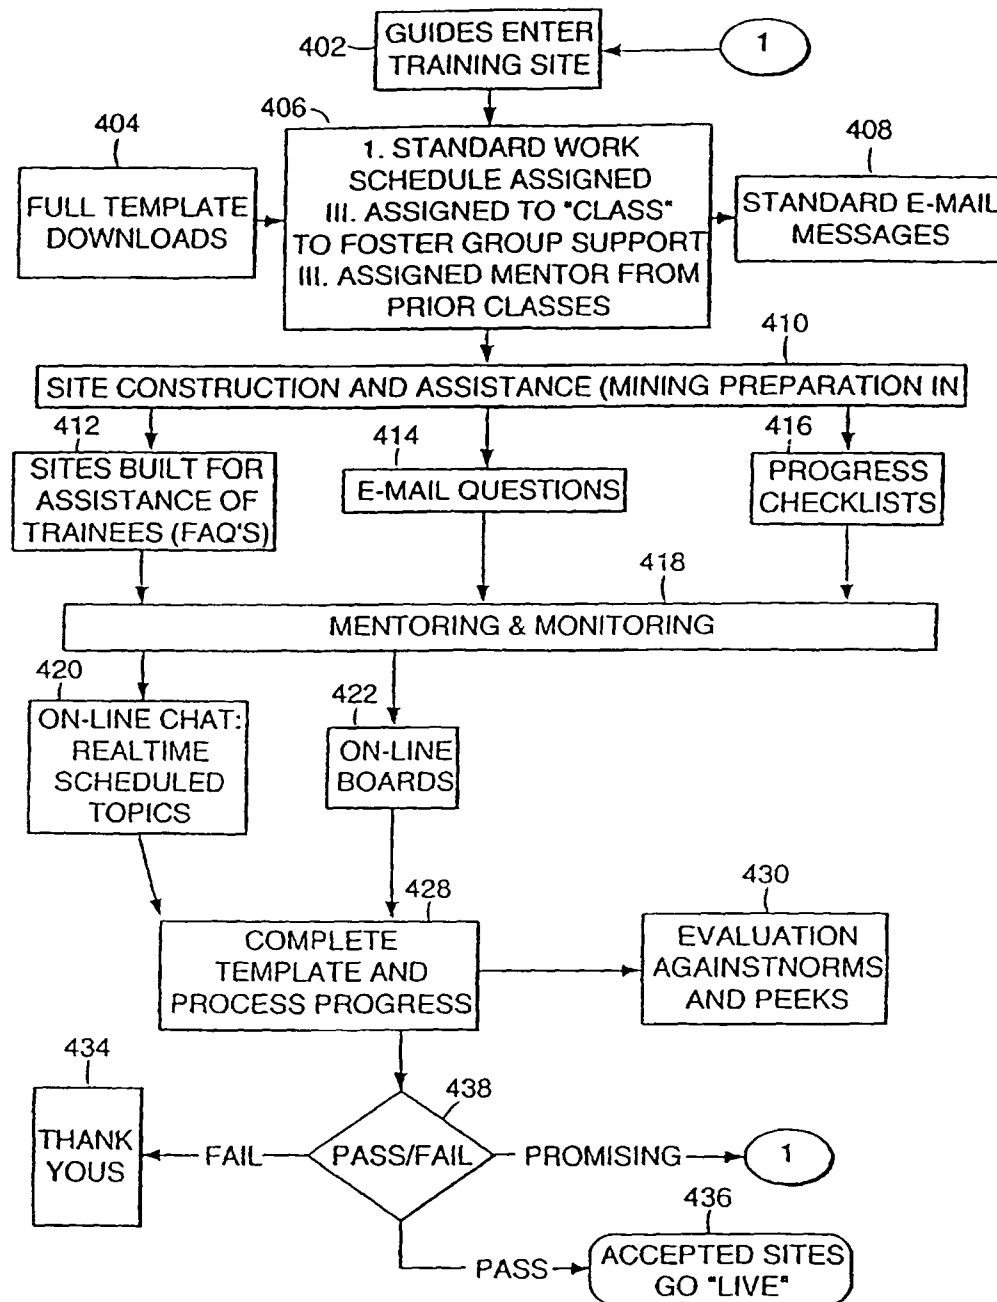 402
GUIDES ENTER
TRAINING SITE
1
404
FULL TEMPLATE
DOWNLOADS
406
1. STANDARD WORK
SCHEDULE ASSIGNED
III. ASSIGNED TO "CLASS"
TO FOSTER GROUP SUPPORT
III. ASSIGNED MENTOR FROM
PRIOR CLASSES
408
STANDARD E-MAIL
MESSAGES
410
SITE CONSTRUCTION AND ASSISTANCE (MINING PREPARATION IN
412
SITES BUILT FOR
ASSISTANCE OF
TRAINEES (FAQ'S)
414
E-MAIL QUESTIONS
416
PROGRESS
CHECKLISTS
418
MENTORING & MONITORING
420
ON-LINE CHAT:
REALTIME
SCHEDULED
TOPICS
422
ON-LINE
BOARDS
428
COMPLETE
TEMPLATE AND
PROCESS PROGRESS
430
EVALUATION
AGAINSTNORMS
AND PEEKS
434
THANK
YOUS
FAIL
438
PASS/FAIL
PROMISING
1
PASS
436
ACCEPTED SITES
GO "LIVE"